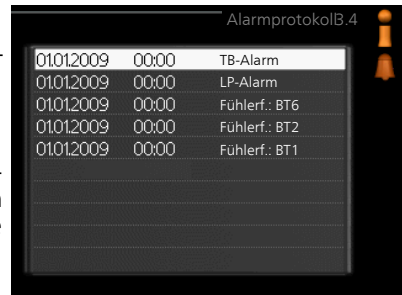 AlarmprotokolB.4
01.01.2009 00:00 TB-Alarm
01.01.2009 00:00 LP-Alarm
01.01.2009 00:00 Fühlerf.: BT6
01.01.2009 00:00 Fühlerf.: BT2
01.01.2009 00:00 Fühlerf.: BT1